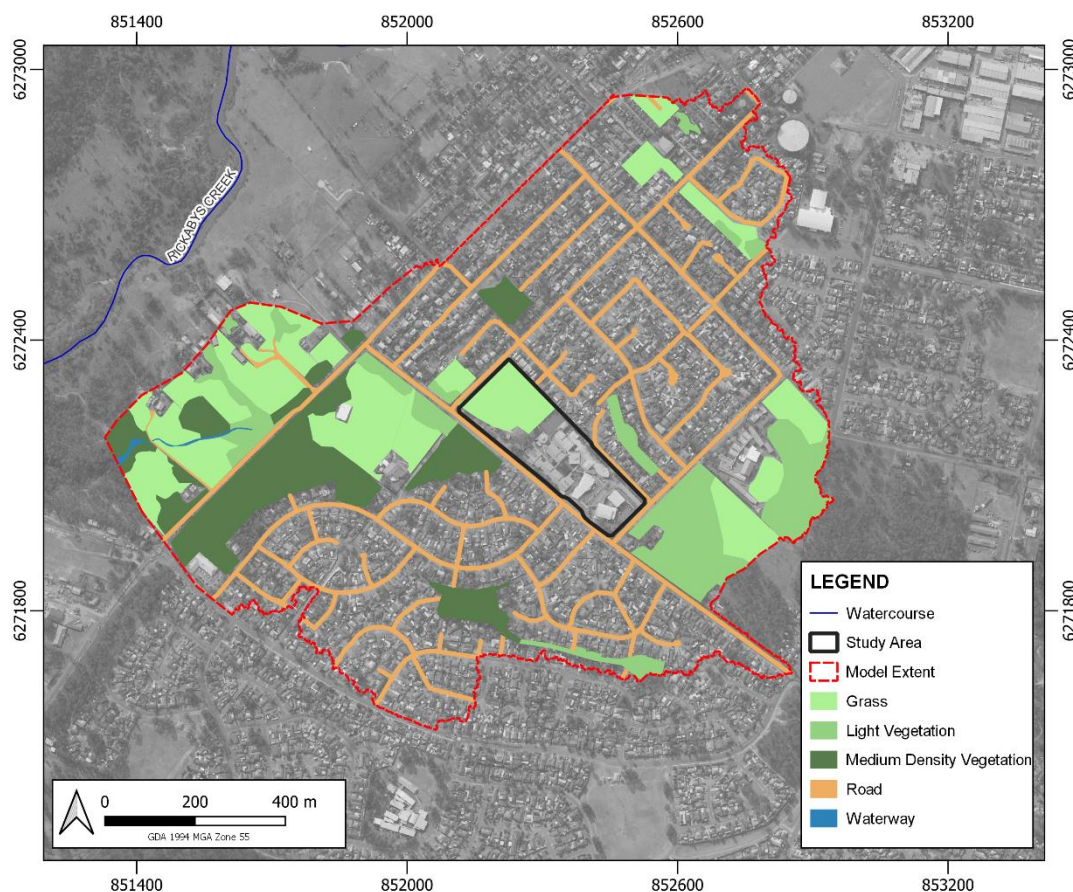 851400 852000 852600 853200
6273000 6273000
RICKABYS CREEK
6272400 6272400
6271800 6271800
LEGEND
Watercourse
Study Area
Model Extent
Grass
Light Vegetation
Medium Density Vegetation
Road
Waterway
0 200 400 m
GDA 1994 MGA Zone 55
851400 852000 852600 853200